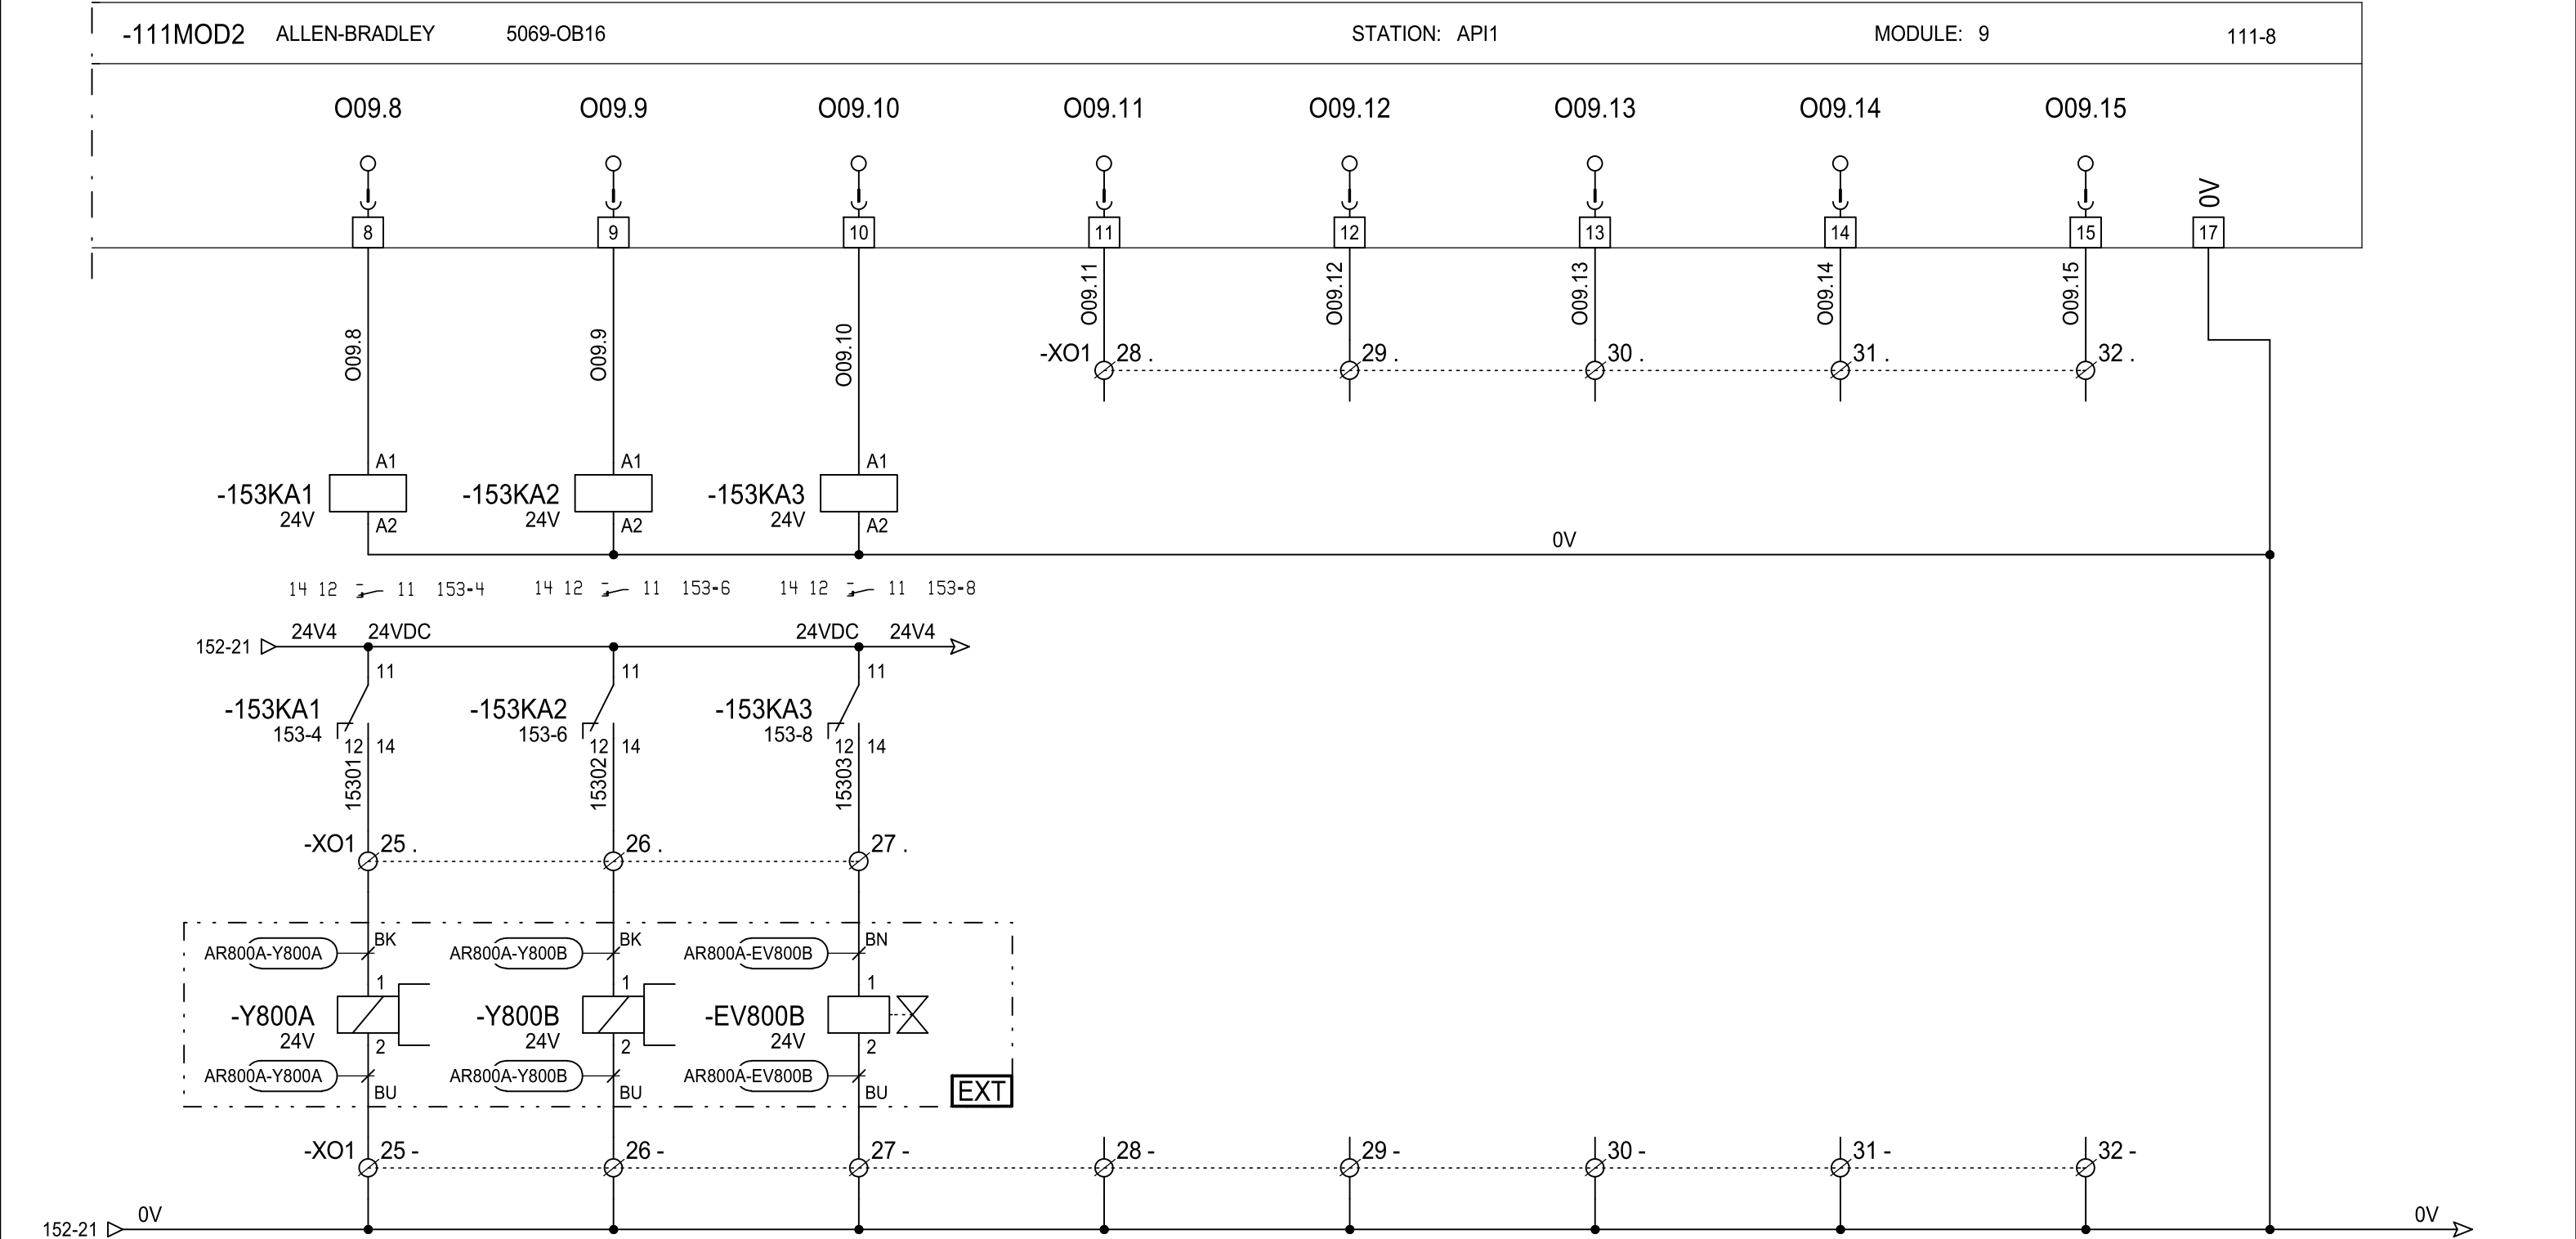 -111MOD2 ALLEN-BRADLEY 5069-OB16 STATION: API1 MODULE: 9 111-8
O09.8 O09.9 O09.10 O09.11 O09.12 O09.13 O09.14 O09.15
0V
8 9 10 11 12 13 14 15 17
O09.8 O09.9 O09.10 O09.11 O09.12 O09.13 O09.14 O09.15
-XO1 28 . 29 . 30 . 31 . 32 .
A1 A1 A1
-153KA1 -153KA2 -153KA3
24V 24V 24V
A2 A2 A2
0V
14 12 11 153-4 14 12 11 153-6 14 12 11 153-8
152-21 24V4 24VDC 24VDC 24V4
11 11 11
-153KA1 -153KA2 -153KA3
153-4 153-6 153-8
12 14 12 14 12 14
15301 15302 15303
-XO1 25 . 26 . 27 .
BK BK BN
AR800A-Y800A AR800A-Y800B AR800A-EV800B
1 1 1
-Y800A -Y800B -EV800B
24V 24V 24V
2 2 2
AR800A-Y800A AR800A-Y800B AR800A-EV800B
BU BU BU
EXT
-XO1 25 - 26 - 27 - 28 - 29 - 30 - 31 - 32 -
152-21 0V 0V